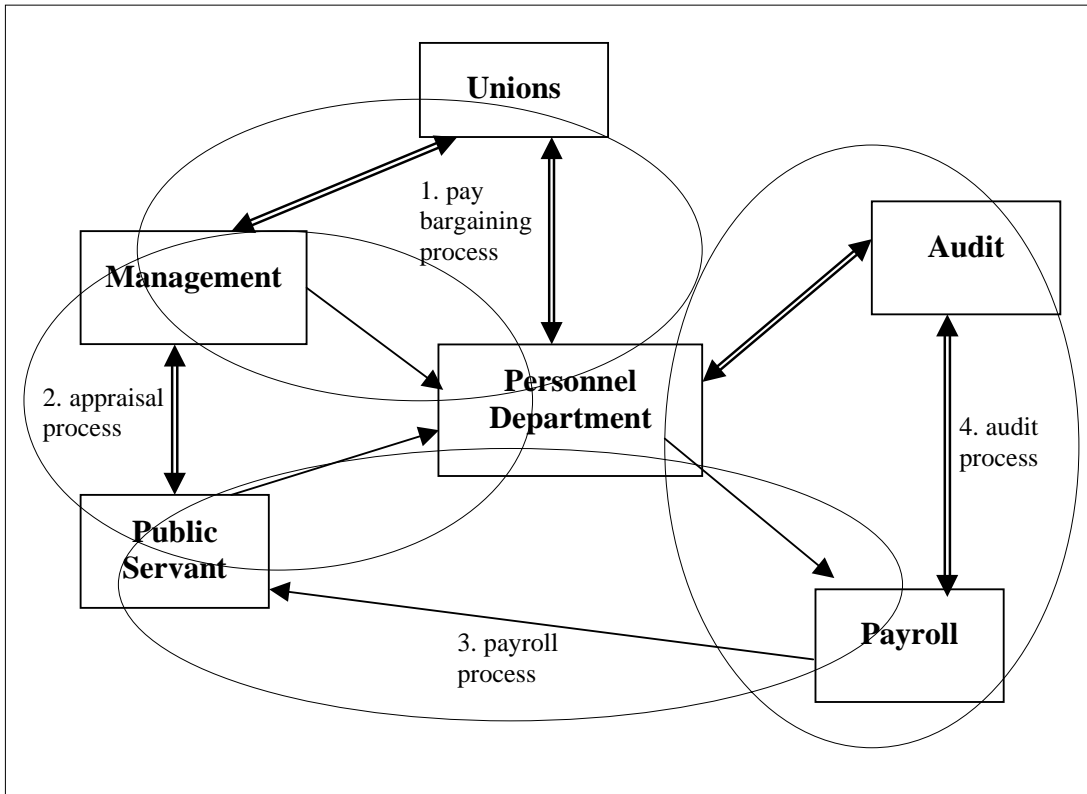 Unions
1. pay
bargaining
process
Audit
Management
Personnel
Department
2. appraisal
process
4. audit
process
Public
Servant
Payroll
3. payroll
process